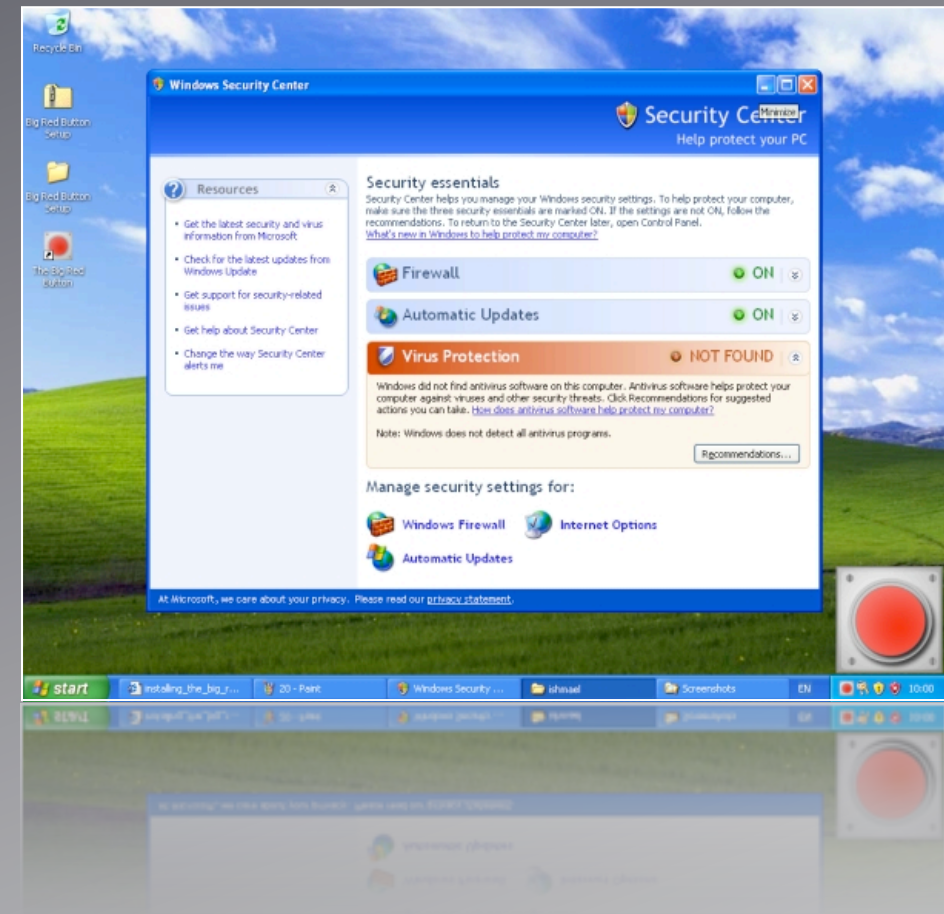 Recycle Bin
Big Red Button
Setup
Big Red Button
Setup
The Big Red
Button
Windows Security Center
Security Center
Minimize
Help protect your PC
Resources
Get the latest security and virus
information from Microsoft
Check for the latest updates from
Windows Update
Get support for security-related
issues
Get help about Security Center
Change the way Security Center
alerts me
Security essentials
Security Center helps you manage your Windows security settings. To help protect your computer,
make sure the three security essentials are marked ON. If the settings are not ON, follow the
recommendations. To return to the Security Center later, open Control Panel.
What's new in Windows to help protect my computer?
Firewall ON
Automatic Updates ON
Virus Protection NOT FOUND
Windows did not find antivirus software on this computer. Antivirus software helps protect your
computer against viruses and other security threats. Click Recommendations for suggested
actions you can take. How does antivirus software help protect my computer?
Note: Windows does not detect all antivirus programs.
Recommendations...
Manage security settings for:
Windows Firewall Internet Options
Automatic Updates
At Microsoft, we care about your privacy. Please read our privacy statement.
start installing_the_big_r... 20 - Paint Windows Security ... ishmael Screenshots EN 10:00